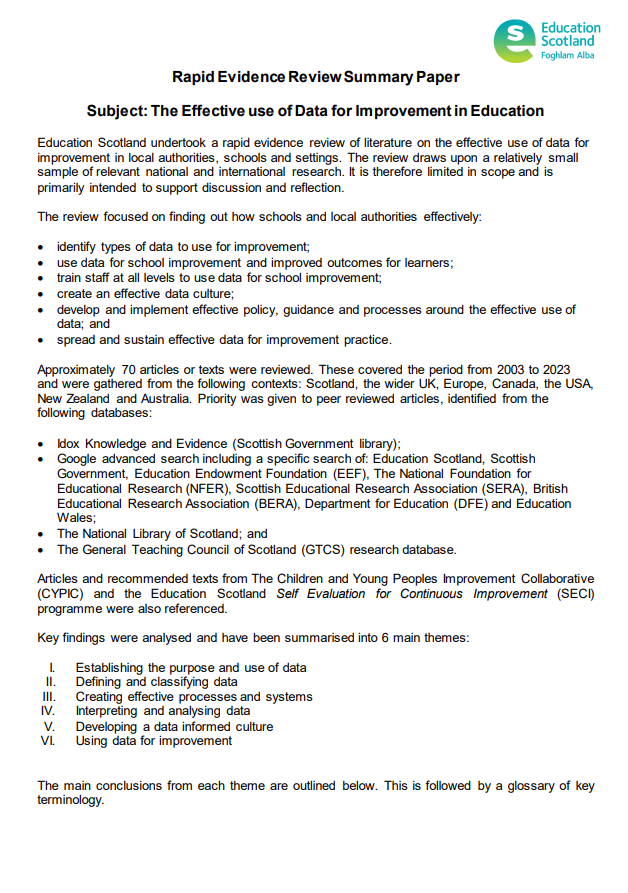 Education
Scotland
Foghlam Alba
Rapid Evidence Review Summary Paper
Subject: The Effective use of Data for Improvement in Education
Education Scotland undertook a rapid evidence review of literature on the effective use of data for
improvement in local authorities, schools and settings. The review draws upon a relatively small
sample of relevant national and international research. It is therefore limited in scope and is
primarily intended to support discussion and reflection.
The review focused on finding out how schools and local authorities effectively:
• identify types of data to use for improvement;
• use data for school improvement and improved outcomes for learners;
• train staff at all levels to use data for school improvement;
• create an effective data culture;
• develop and implement effective policy, guidance and processes around the effective use of
data; and
• spread and sustain effective data for improvement practice.
Approximately 70 articles or texts were reviewed. These covered the period from 2003 to 2023
and were gathered from the following contexts: Scotland, the wider UK, Europe, Canada, the USA,
New Zealand and Australia. Priority was given to peer reviewed articles, identified from the
following databases:
• Idox Knowledge and Evidence (Scottish Government library);
• Google advanced search including a specific search of: Education Scotland, Scottish
Government, Education Endowment Foundation (EEF), The National Foundation for
Educational Research (NFER), Scottish Educational Research Association (SERA), British
Educational Research Association (BERA), Department for Education (DFE) and Education
Wales;
• The National Library of Scotland; and
• The General Teaching Council of Scotland (GTCS) research database.
Articles and recommended texts from The Children and Young Peoples Improvement Collaborative
(CYPIC) and the Education Scotland Self Evaluation for Continuous Improvement (SECI)
programme were also referenced.
Key findings were analysed and have been summarised into 6 main themes:
I. Establishing the purpose and use of data
II. Defining and classifying data
III. Creating effective processes and systems
IV. Interpreting and analysing data
V. Developing a data informed culture
VI. Using data for improvement
The main conclusions from each theme are outlined below. This is followed by a glossary of key
terminology.